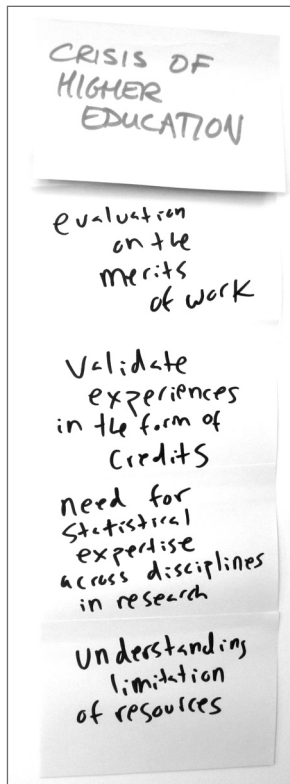 CRISIS OF
HIGHER
EDUCATION
evaluation
on the
merits
of work
Validate
experiences
in the form of
Credits
need for
Statistical
expertise
across disciplines
in research
Understanding
limitation
of resources